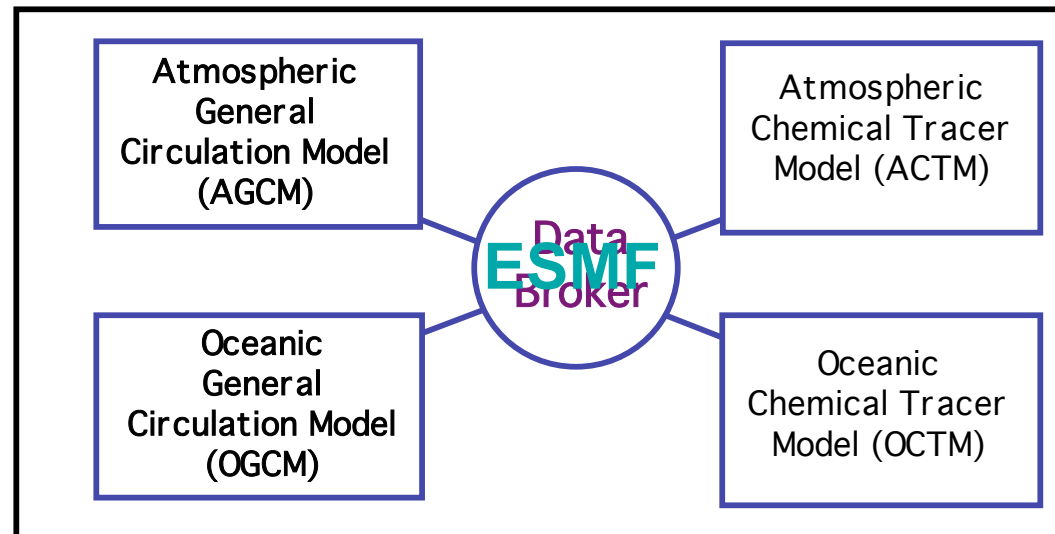 Atmospheric
General
Circulation Model
(AGCM)
Atmospheric
Chemical Tracer
Model (ACTM)
Data
ESMF
Broker
Oceanic
General
Circulation Model
(OGCM)
Oceanic
Chemical Tracer
Model (OCTM)